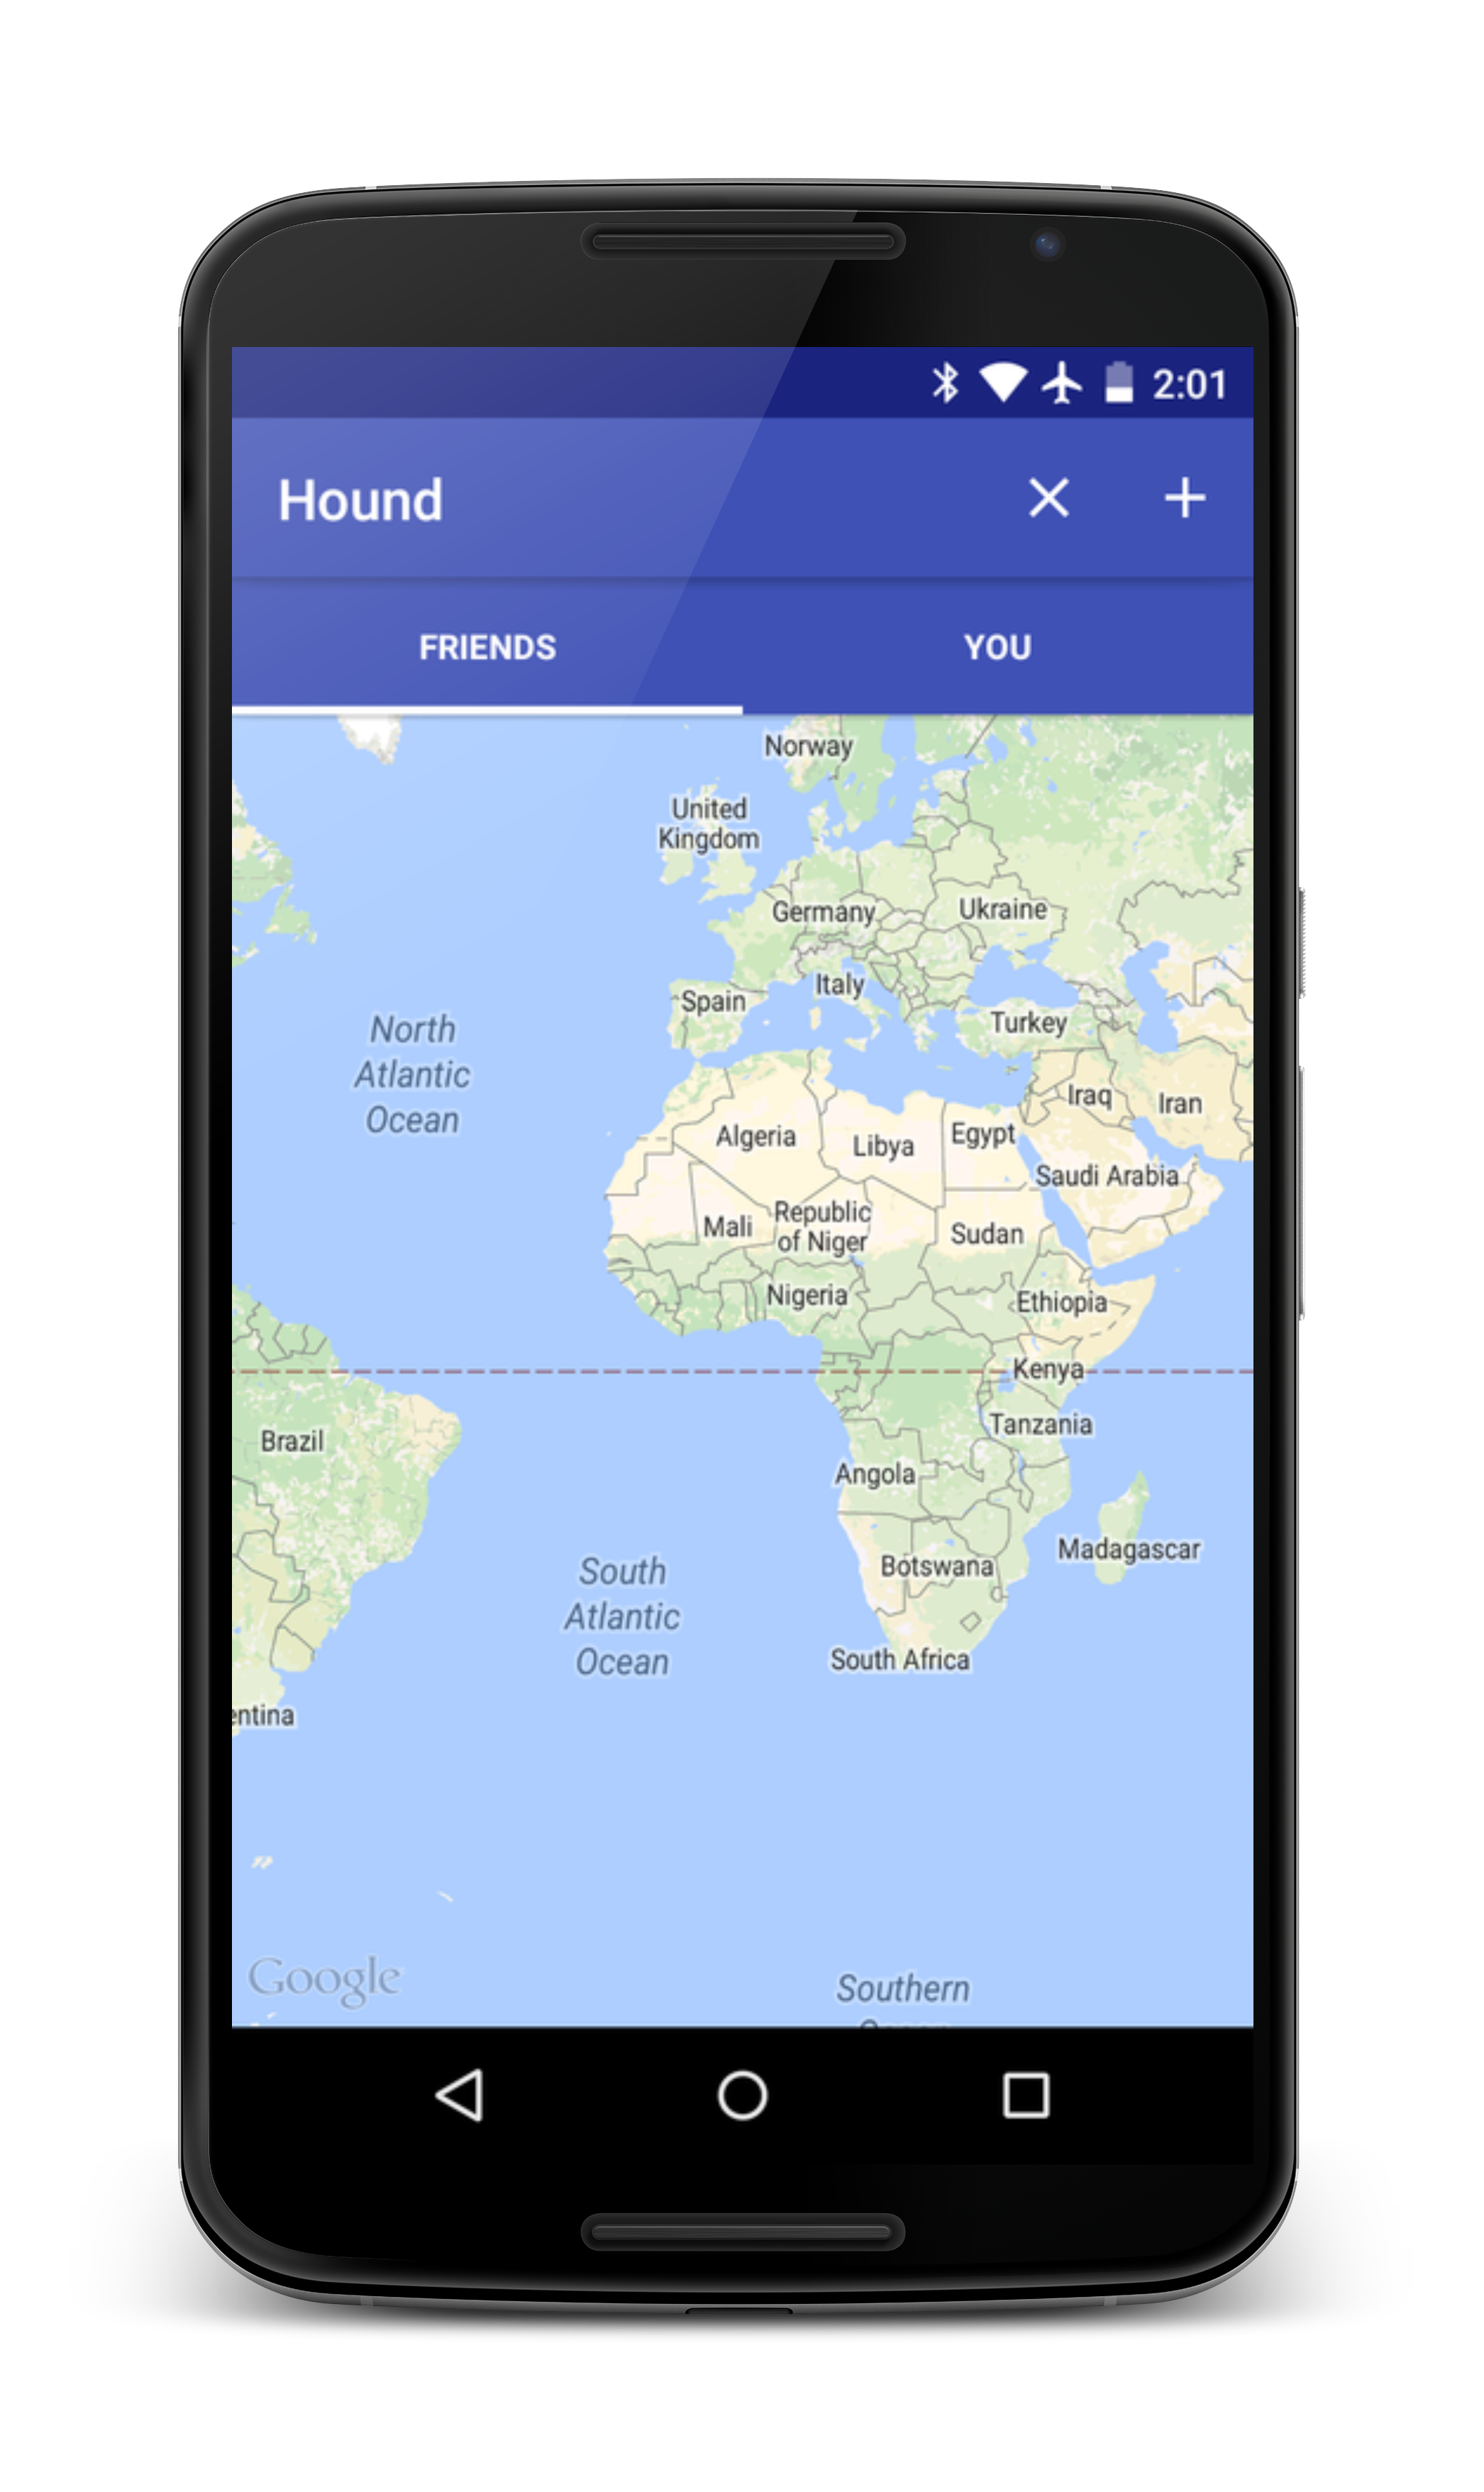 2:01
Hound
FRIENDS
YOU
Norway
United
Kingdom
Germany
Ukraine
Italy
Spain
Turkey
North
Atlantic
Ocean
Iraq
Iran
Algeria
Libya
Egypt
Saudi Arabia
Mali
Republic
of Niger
Sudan
Nigeria
Ethiopia
Kenya
Tanzania
Brazil
Angola
Madagascar
Botswana
South
Atlantic
Ocean
South Africa
entina
Google
Southern